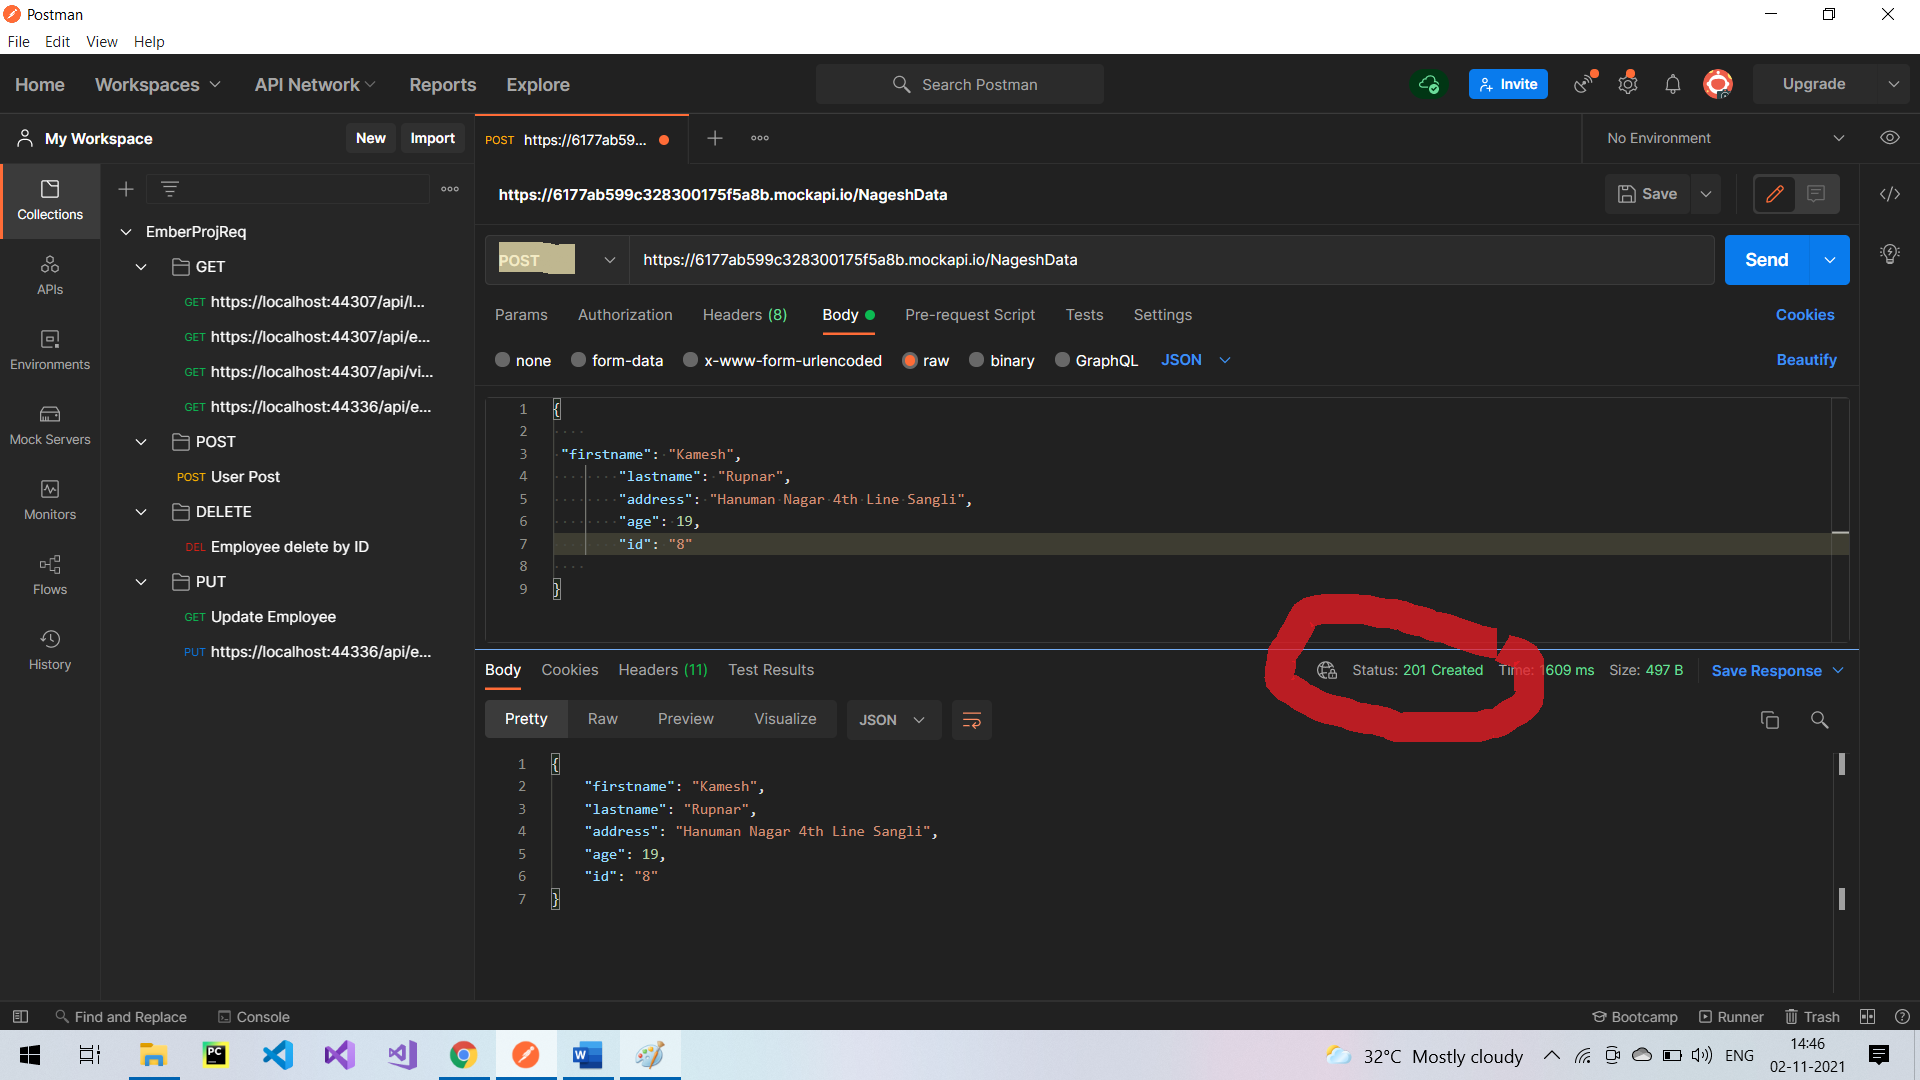 Postman
File Edit View Help
Home Workspaces API Network Reports Explore Search Postman Invite Upgrade
My Workspace New Import POST https://6177ab59... No Environment
https://6177ab599c328300175f5a8b.mockapi.io/NageshData Save
Collections
APIs
Environments
Mock Servers
Monitors
Flows
History
EmberProjReq
GET
GET https://localhost:44307/api/l...
GET https://localhost:44307/api/e...
GET https://localhost:44307/api/vi...
GET https://localhost:44336/api/e...
POST
POST User Post
DELETE
DEL Employee delete by ID
PUT
GET Update Employee
PUT https://localhost:44336/api/e...
POST https://6177ab599c328300175f5a8b.mockapi.io/NageshData Send
Params Authorization Headers (8) Body Pre-request Script Tests Settings Cookies
none form-data x-www-form-urlencoded raw binary GraphQL JSON Beautify
1 {
2
3 "firstname": "Kamesh",
4 "lastname": "Rupnar",
5 "address": "Hanuman Nagar 4th Line Sangli",
6 "age": 19,
7 "id": "8"
8
9 }
Body Cookies Headers (11) Test Results Status: 201 Created Time: 1609 ms Size: 497 B Save Response
Pretty Raw Preview Visualize JSON
1 {
2 "firstname": "Kamesh",
3 "lastname": "Rupnar",
4 "address": "Hanuman Nagar 4th Line Sangli",
5 "age": 19,
6 "id": "8"
7 }
Find and Replace Console Bootcamp Runner Trash
PC W 32°C Mostly cloudy ENG 14:46
02-11-2021